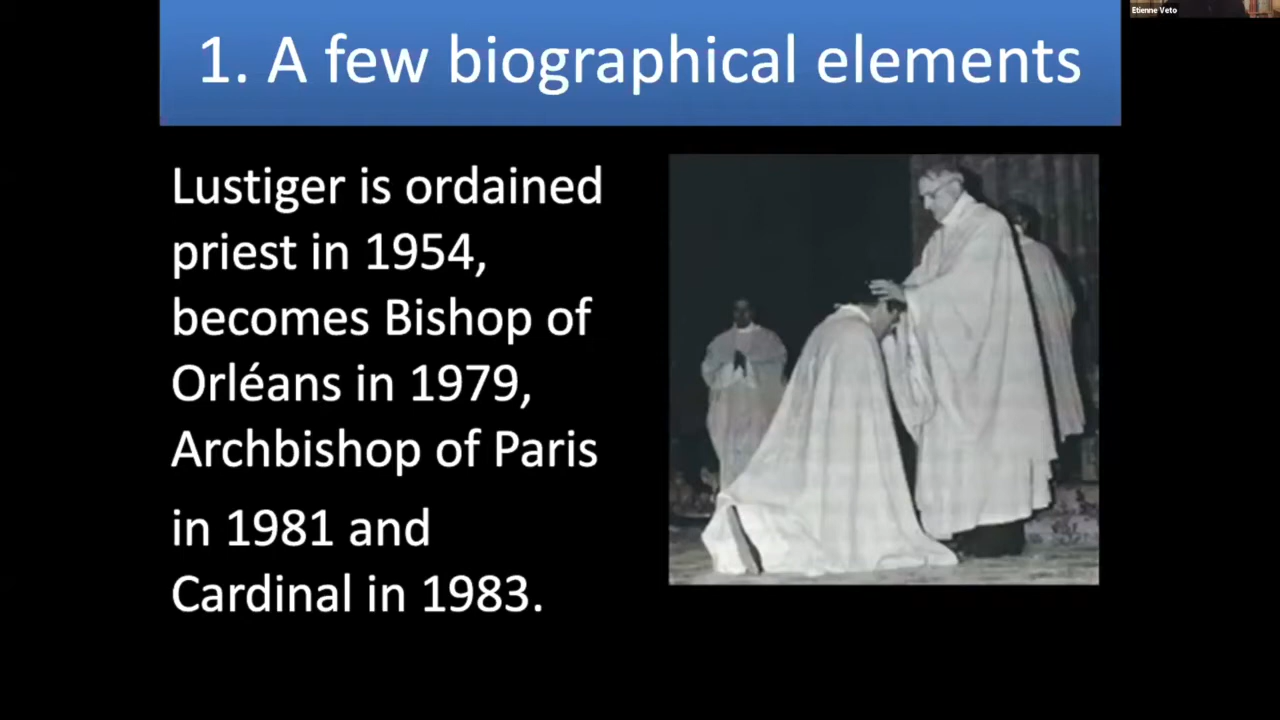 Etienne Veto
1. A few biographical elements
Lustiger is ordained
priest in 1954,
becomes Bishop of
Orléans in 1979,
Archbishop of Paris
in 1981 and
Cardinal in 1983.